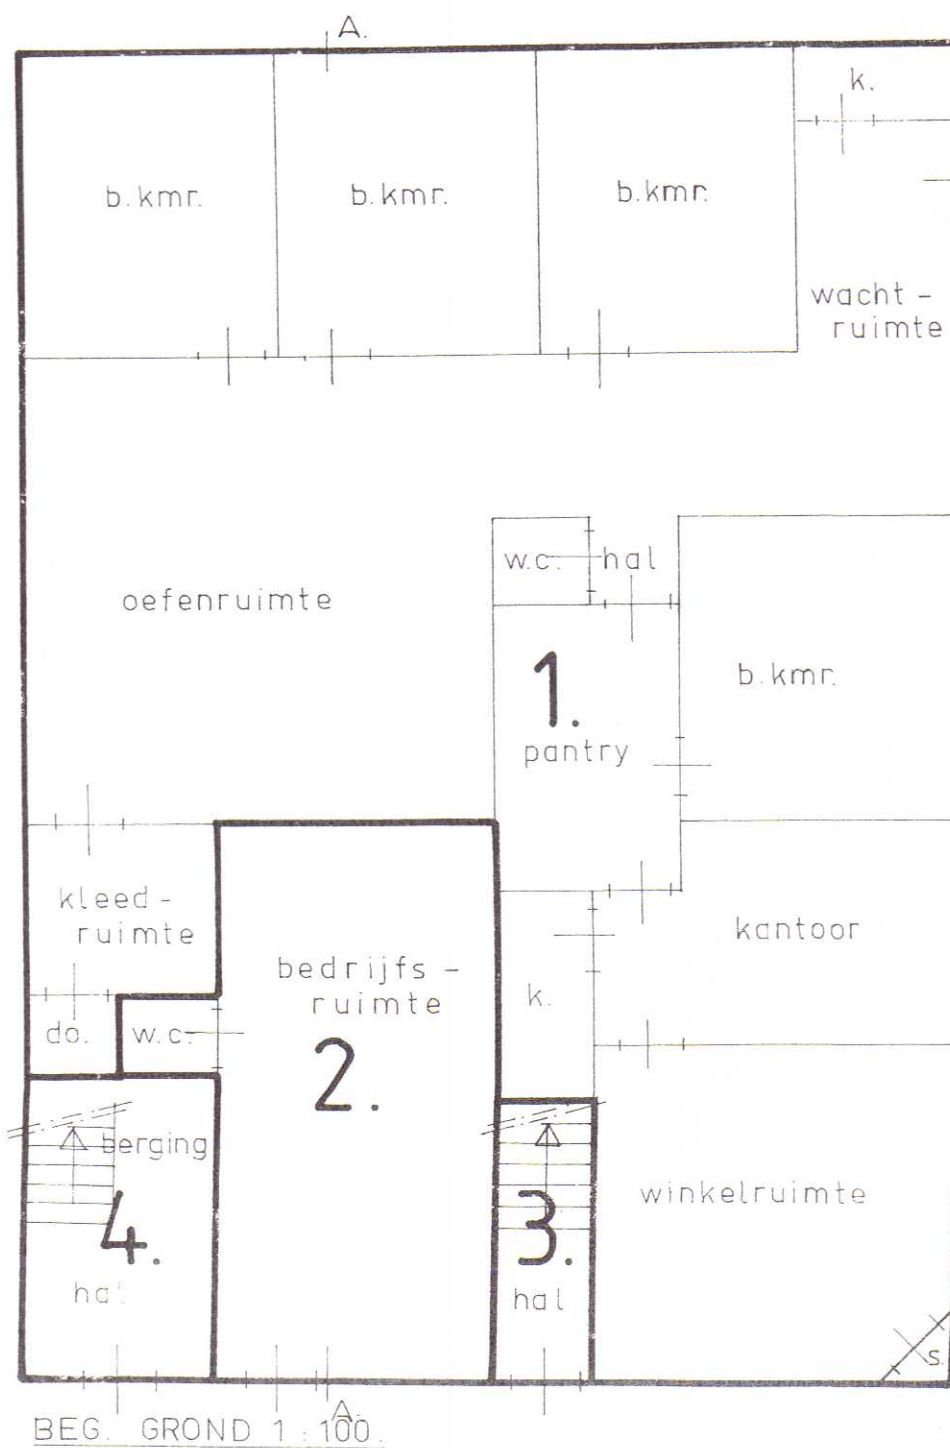 A.
k.
b.kmr.
b.kmr.
b.kmr.
wacht-
ruimte
w.c.
hal
oefenruimte
1.
b.kmr.
pantry
kleed-
ruimte
kantoor
bedrijfs-
ruimte
k.
do.
w.c.
2.
berging
winkelruimte
4.
3.
hal
hal
s.
A.
BEG. GROND 1:100.